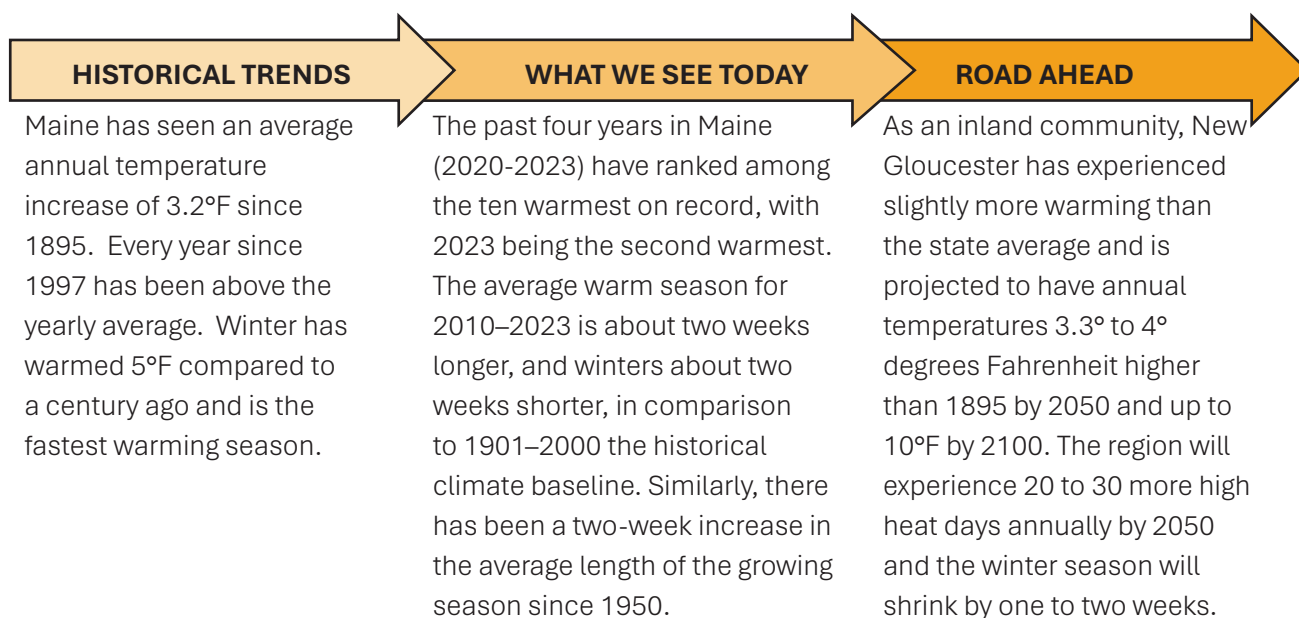 HISTORICAL TRENDS
Maine has seen an average
annual temperature
increase of 3.2°F since
1895.  Every year since
1997 has been above the
yearly average.  Winter has
warmed 5°F compared to
a century ago and is the
fastest warming season.
WHAT WE SEE TODAY
The past four years in Maine
(2020-2023) have ranked among
the ten warmest on record, with
2023 being the second warmest.
The average warm season for
2010–2023 is about two weeks
longer, and winters about two
weeks shorter, in comparison
to 1901–2000 the historical
climate baseline. Similarly, there
has been a two-week increase in
the average length of the growing
season since 1950.
ROAD AHEAD
As an inland community, New
Gloucester has experienced
slightly more warming than
the state average and is
projected to have annual
temperatures 3.3° to 4°
degrees Fahrenheit higher
than 1895 by 2050 and up to
10°F by 2100. The region will
experience 20 to 30 more high
heat days annually by 2050
and the winter season will
shrink by one to two weeks.